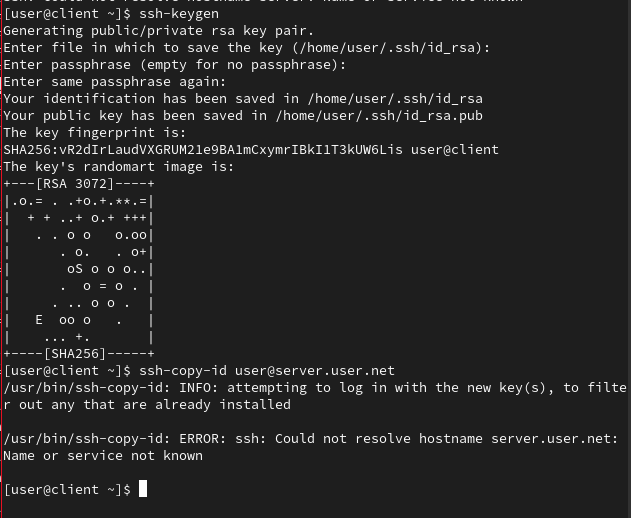 [user@client ~]$ ssh-keygen
Generating public/private rsa key pair.
Enter file in which to save the key (/home/user/.ssh/id_rsa):
Enter passphrase (empty for no passphrase):
Enter same passphrase again:
Your identification has been saved in /home/user/.ssh/id_rsa
Your public key has been saved in /home/user/.ssh/id_rsa.pub
The key fingerprint is:
SHA256:vR2dIrLaudVXGRUM21e9BA1mCxymrIBkI1T3kUW6Lis user@client
The key's randomart image is:
+---[RSA 3072]----+
|.o.= . .+o.+.**.=|
|  + + ..+ o.+ +++|
|   . . o o   o.oo|
|      . o.   . o+|
|       oS o o o..|
|      .  o = o . |
|     . .. o o .  |
|   E  oo o   .   |
|    ... +.       |
+----[SHA256]-----+
[user@client ~]$ ssh-copy-id user@server.user.net
/usr/bin/ssh-copy-id: INFO: attempting to log in with the new key(s), to filte
r out any that are already installed
/usr/bin/ssh-copy-id: ERROR: ssh: Could not resolve hostname server.user.net:
Name or service not known
[user@client ~]$